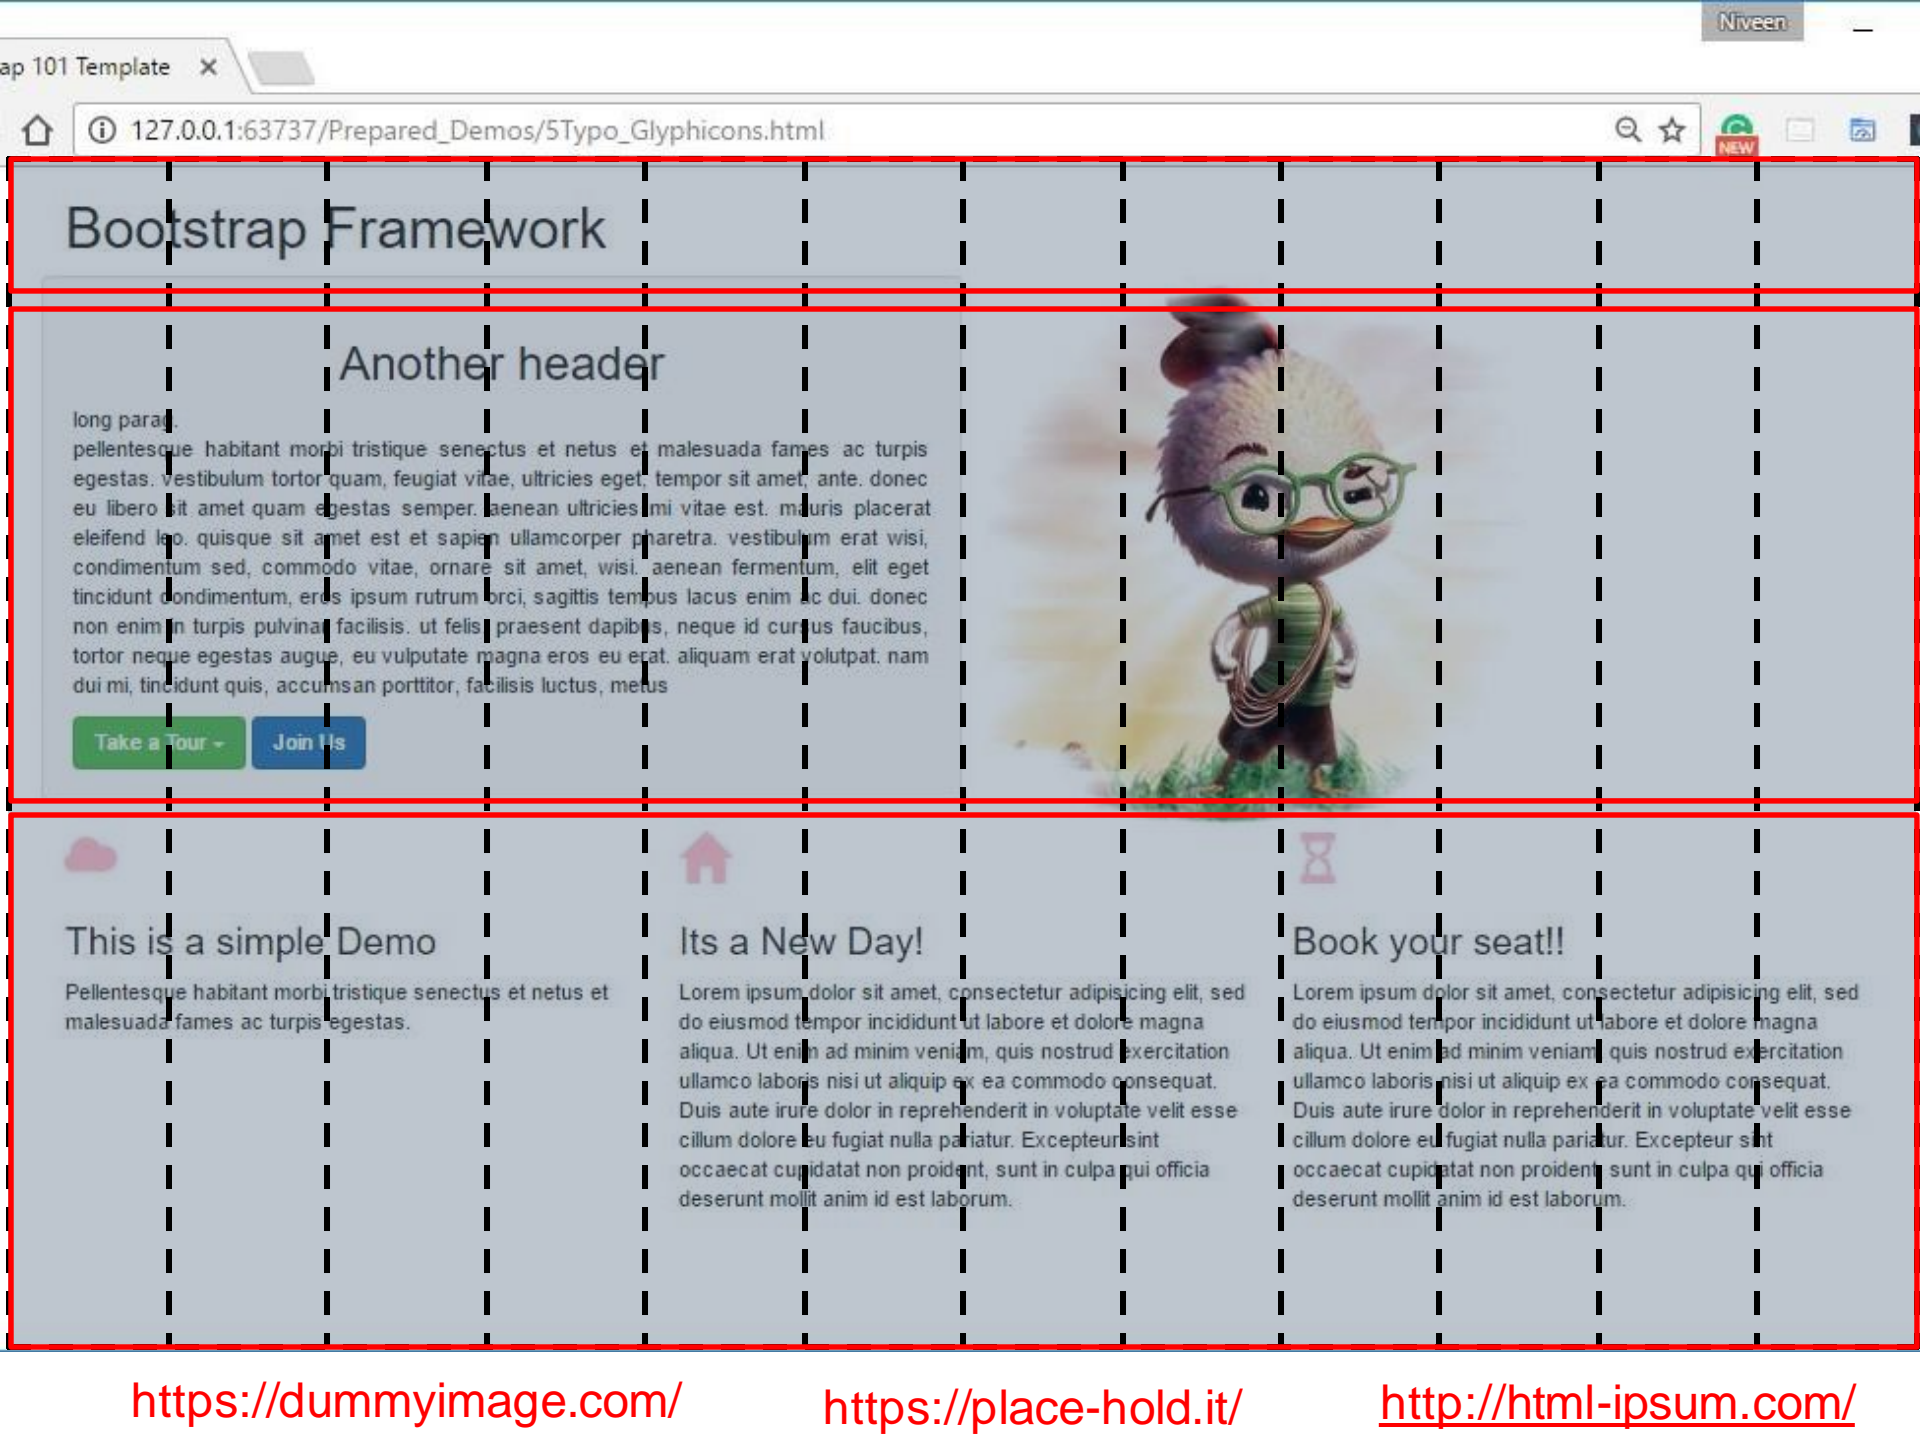 Niveen
ap 101 Template
127.0.0.1:63737/Prepared_Demos/5Typo_Glyphicons.html
NEW
Bootstrap Framework
Another header
long parag.
pellentesque habitant morbi tristique senectus et netus et malesuada fames ac turpis
egestas. vestibulum tortor quam, feugiat vitae, ultricies eget, tempor sit amet, ante. donec
eu libero sit amet quam egestas semper. aenean ultricies mi vitae est. mauris placerat
eleifend leo. quisque sit amet est et sapien ullamcorper pharetra. vestibulum erat wisi,
condimentum sed, commodo vitae, ornare sit amet, wisi. aenean fermentum, elit eget
tincidunt condimentum, eros ipsum rutrum orci, sagittis tempus lacus enim ac dui. donec
non enim in turpis pulvinar facilisis. ut felis. praesent dapibus, neque id cursus faucibus,
tortor neque egestas augue, eu vulputate magna eros eu erat. aliquam erat volutpat. nam
dui mi, tincidunt quis, accumsan porttitor, facilisis luctus, metus
Take a Tour
Join Us
This is a simple Demo
Pellentesque habitant morbi tristique senectus et netus et
malesuada fames ac turpis egestas.
Its a New Day!
Lorem ipsum dolor sit amet, consectetur adipisicing elit, sed
do eiusmod tempor incididunt ut labore et dolore magna
aliqua. Ut enim ad minim veniam, quis nostrud exercitation
ullamco laboris nisi ut aliquip ex ea commodo consequat.
Duis aute irure dolor in reprehenderit in voluptate velit esse
cillum dolore eu fugiat nulla pariatur. Excepteur sint
occaecat cupidatat non proident, sunt in culpa qui officia
deserunt mollit anim id est laborum.
Book your seat!!
Lorem ipsum dolor sit amet, consectetur adipisicing elit, sed
do eiusmod tempor incididunt ut labore et dolore magna
aliqua. Ut enim ad minim veniam, quis nostrud exercitation
ullamco laboris nisi ut aliquip ex ea commodo consequat.
Duis aute irure dolor in reprehenderit in voluptate velit esse
cillum dolore eu fugiat nulla pariatur. Excepteur sint
occaecat cupidatat non proident, sunt in culpa qui officia
deserunt mollit anim id est laborum.
https://dummyimage.com/
https://place-hold.it/
http://html-ipsum.com/